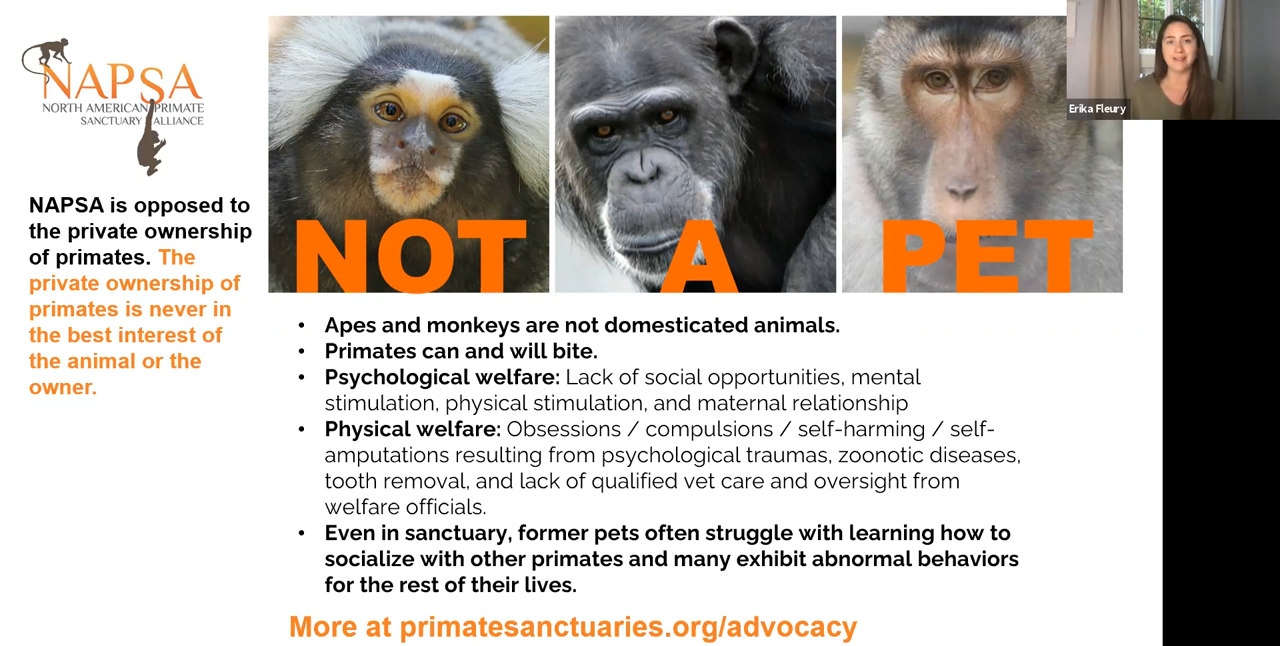 NAPSA
NORTH AMERICAN PRIMATE
SANCTUARY ALLIANCE
NAPSA is opposed to
the private ownership
of primates. The
private ownership of
primates is never in
the best interest of
the animal or the
owner.
NOT A PET
Erika Fleury
• Apes and monkeys are not domesticated animals.
• Primates can and will bite.
• Psychological welfare: Lack of social opportunities, mental
stimulation, physical stimulation, and maternal relationship
• Physical welfare: Obsessions / compulsions / self-harming / self-
amputations resulting from psychological traumas, zoonotic diseases,
tooth removal, and lack of qualified vet care and oversight from
welfare officials.
• Even in sanctuary, former pets often struggle with learning how to
socialize with other primates and many exhibit abnormal behaviors
for the rest of their lives.
More at primatesanctuaries.org/advocacy